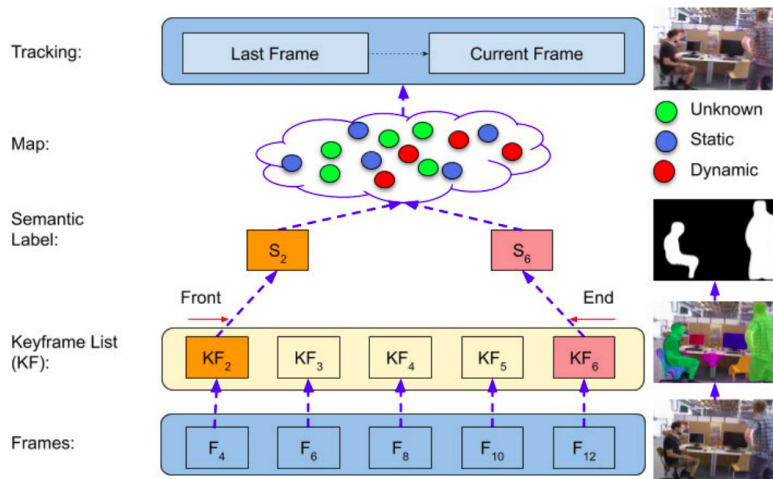 Tracking:
Last Frame
Current Frame
Unknown
Static
Dynamic
Map:
Semantic
Label:
S₂
S₆
Front
End
Keyframe List
(KF):
KF₂
KF₃
KF₄
KF₅
KF₆
Frames:
F₄
F₆
F₈
F₁₀
F₁₂